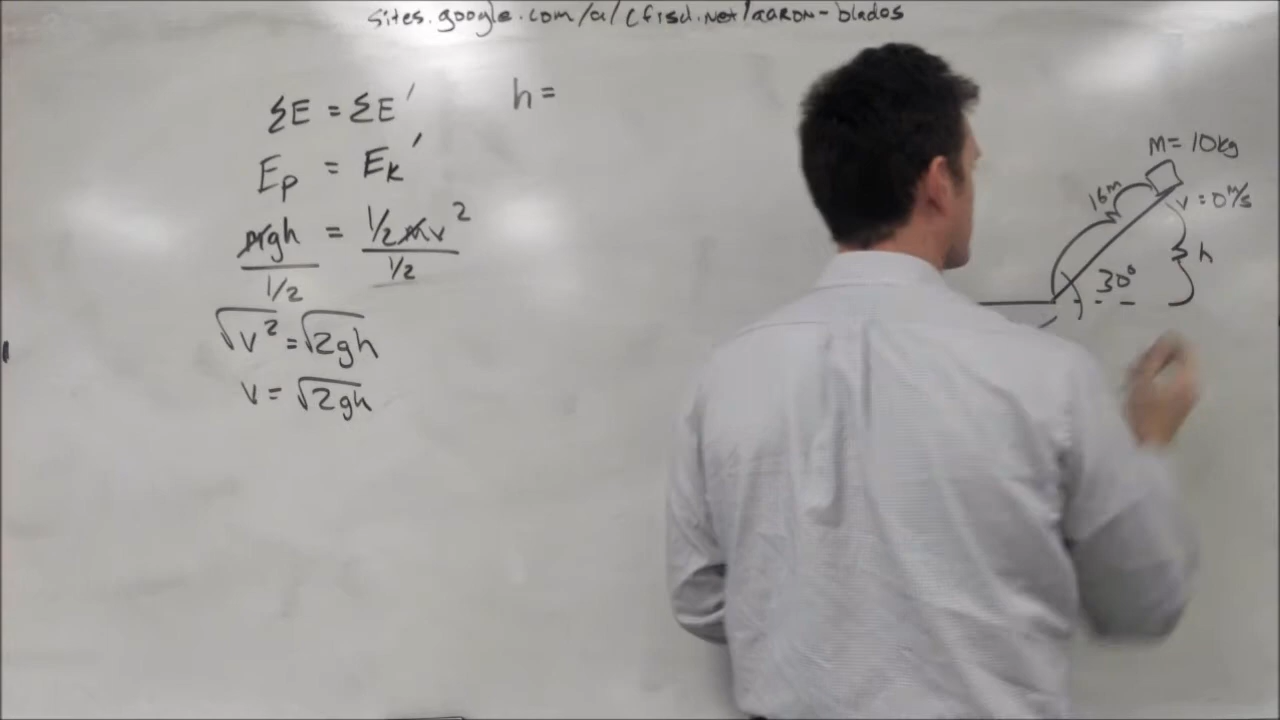 sites.google.com/a/cfisd.net/aaron-blados
ΣE = ΣE'
h =
Ep = Ek'
mgh = 1/2 mv²
1/2 1/2
√v² = √2gh
v = √2gh
m = 10kg
16m
v = 0 m/s
h
30°